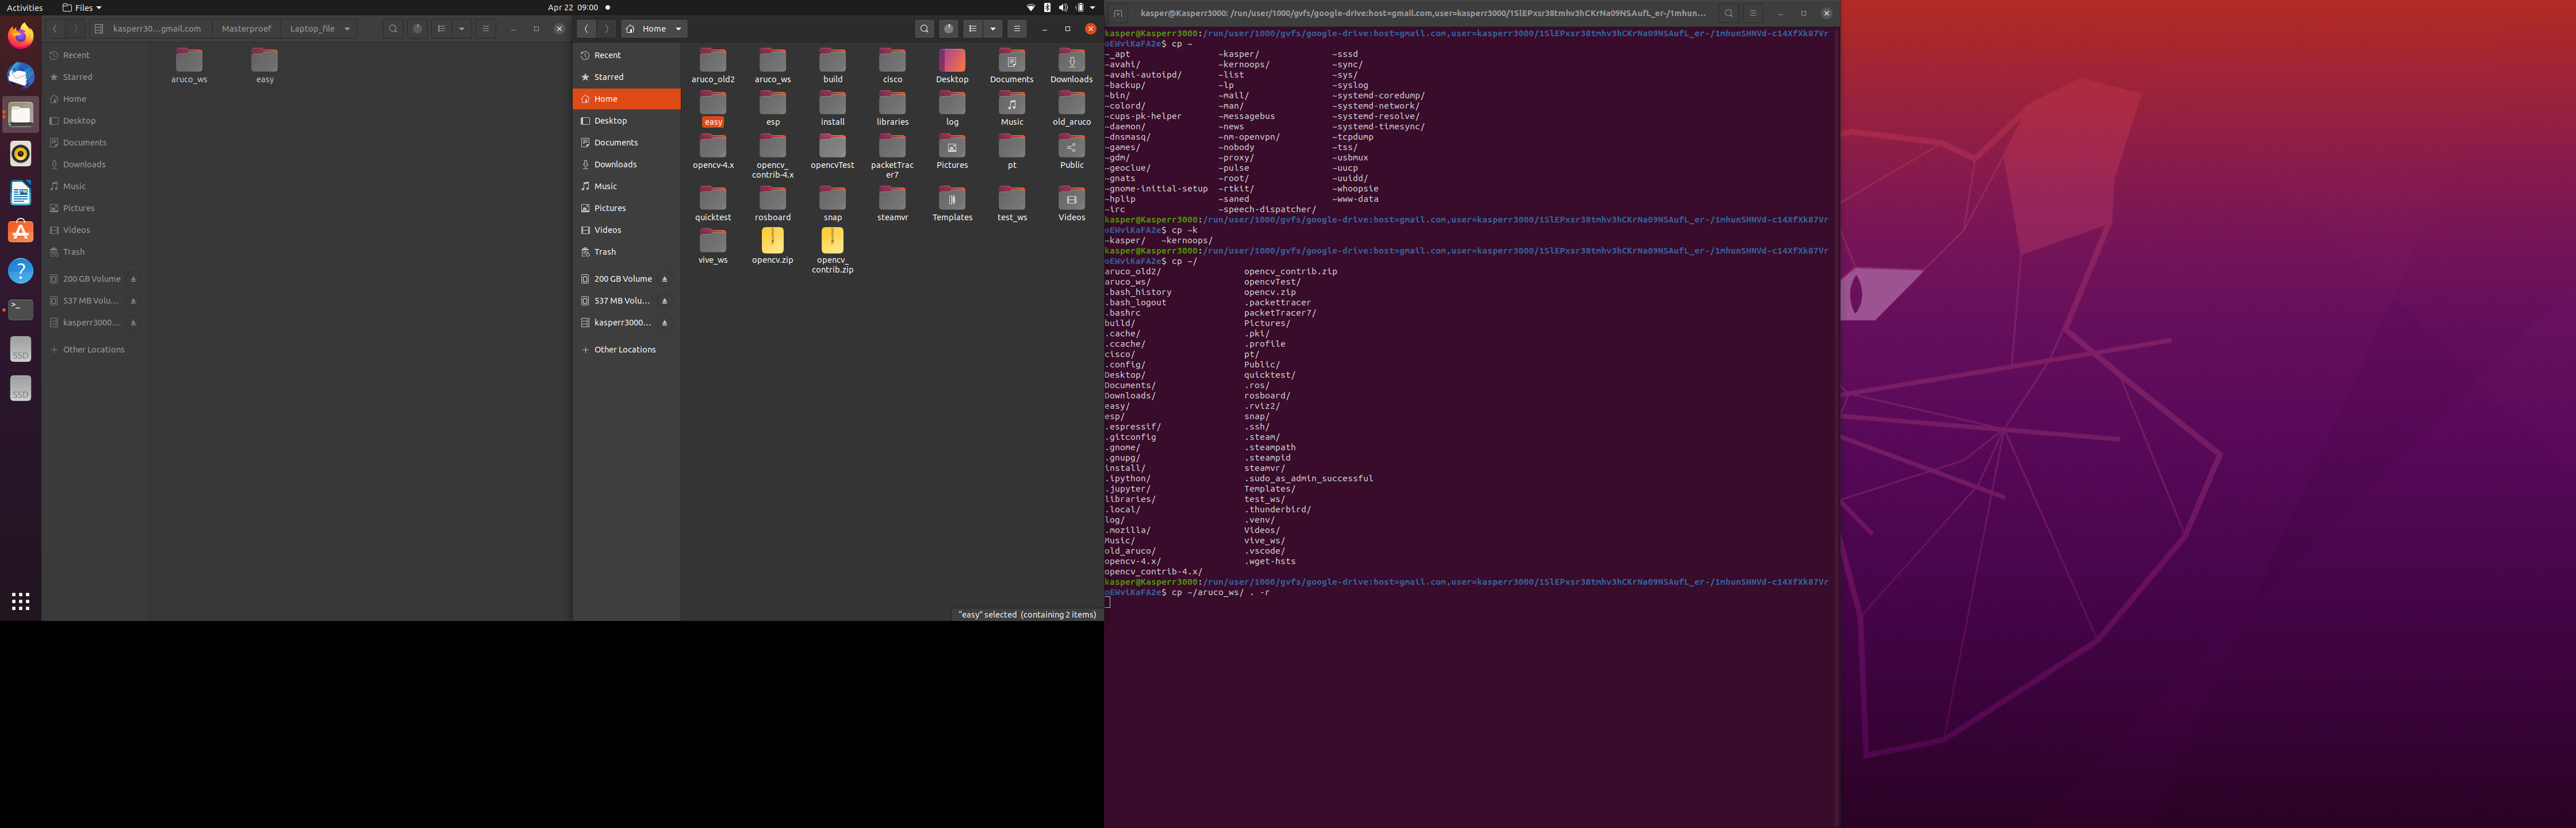 Activities
Files
Apr 22 09:00
kasperr30...gmail.com
Masterproef
Laptop_file
Recent
Starred
Home
Desktop
Documents
Downloads
Music
Pictures
Videos
Trash
200 GB Volume
537 MB Volu...
kasperr3000...
+ Other Locations
aruco_ws
easy
SSD
SSD
Home
Recent
Starred
Home
Desktop
Documents
Downloads
Music
Pictures
Videos
Trash
200 GB Volume
537 MB Volu...
kasperr3000...
+ Other Locations
aruco_old2 aruco_ws build cisco Desktop Documents Downloads
easy esp install libraries log Music old_aruco
opencv-4.x opencv_contrib-4.x opencvTest packetTracer7 Pictures pt Public
quicktest rosboard snap steamvr Templates test_ws Videos
vive_ws opencv.zip opencv_contrib.zip
"easy" selected (containing 2 items)
kasper@Kasperr3000: /run/user/1000/gvfs/google-drive:host=gmail.com,user=kasperr3000/1SlEPxsr38tmhv3hCKrNa09NSAufL_er-/1mhun...
kasper@Kasperr3000:/run/user/1000/gvfs/google-drive:host=gmail.com,user=kasperr3000/1SlEPxsr38tmhv3hCKrNa09NSAufL_er-/1mhunSHNVd-c14XfXk87Vr
oEWviKaFA2e$ cp ~
~_apt ~kasper/ ~sssd
~avahi/ ~kernoops/ ~sync/
~avahi-autoipd/ ~list ~sys/
~backup/ ~lp ~syslog
~bin/ ~mail/ ~systemd-coredump/
~colord/ ~man/ ~systemd-network/
~cups-pk-helper ~messagebus ~systemd-resolve/
~daemon/ ~news ~systemd-timesync/
~dnsmasq/ ~nm-openvpn/ ~tcpdump
~games/ ~nobody ~tss/
~gdm/ ~proxy/ ~usbmux
~geoclue/ ~pulse ~uucp
~gnats ~root/ ~uuidd/
~gnome-initial-setup ~rtkit/ ~whoopsie
~hplip ~saned ~www-data
~irc ~speech-dispatcher/
kasper@Kasperr3000:/run/user/1000/gvfs/google-drive:host=gmail.com,user=kasperr3000/1SlEPxsr38tmhv3hCKrNa09NSAufL_er-/1mhunSHNVd-c14XfXk87Vr
oEWviKaFA2e$ cp ~k
~kasper/ ~kernoops/
kasper@Kasperr3000:/run/user/1000/gvfs/google-drive:host=gmail.com,user=kasperr3000/1SlEPxsr38tmhv3hCKrNa09NSAufL_er-/1mhunSHNVd-c14XfXk87Vr
oEWviKaFA2e$ cp ~/
aruco_old2/ opencv_contrib.zip
aruco_ws/ opencvTest/
.bash_history opencv.zip
.bash_logout .packettracer
.bashrc packetTracer7/
build/ Pictures/
.cache/ .pki/
.ccache/ .profile
cisco/ pt/
.config/ Public/
Desktop/ quicktest/
Documents/ .ros/
Downloads/ rosboard/
easy/ .rviz2/
esp/ snap/
.espressif/ .ssh/
.gitconfig .steam/
.gnome/ .steampath
.gnupg/ .steampid
install/ steamvr/
.ipython/ .sudo_as_admin_successful
.jupyter/ Templates/
libraries/ test_ws/
.local/ .thunderbird/
log/ .venv/
.mozilla/ Videos/
Music/ vive_ws/
old_aruco/ .vscode/
opencv-4.x/ .wget-hsts
opencv_contrib-4.x/
kasper@Kasperr3000:/run/user/1000/gvfs/google-drive:host=gmail.com,user=kasperr3000/1SlEPxsr38tmhv3hCKrNa09NSAufL_er-/1mhunSHNVd-c14XfXk87Vr
oEWviKaFA2e$ cp ~/aruco_ws/ . -r